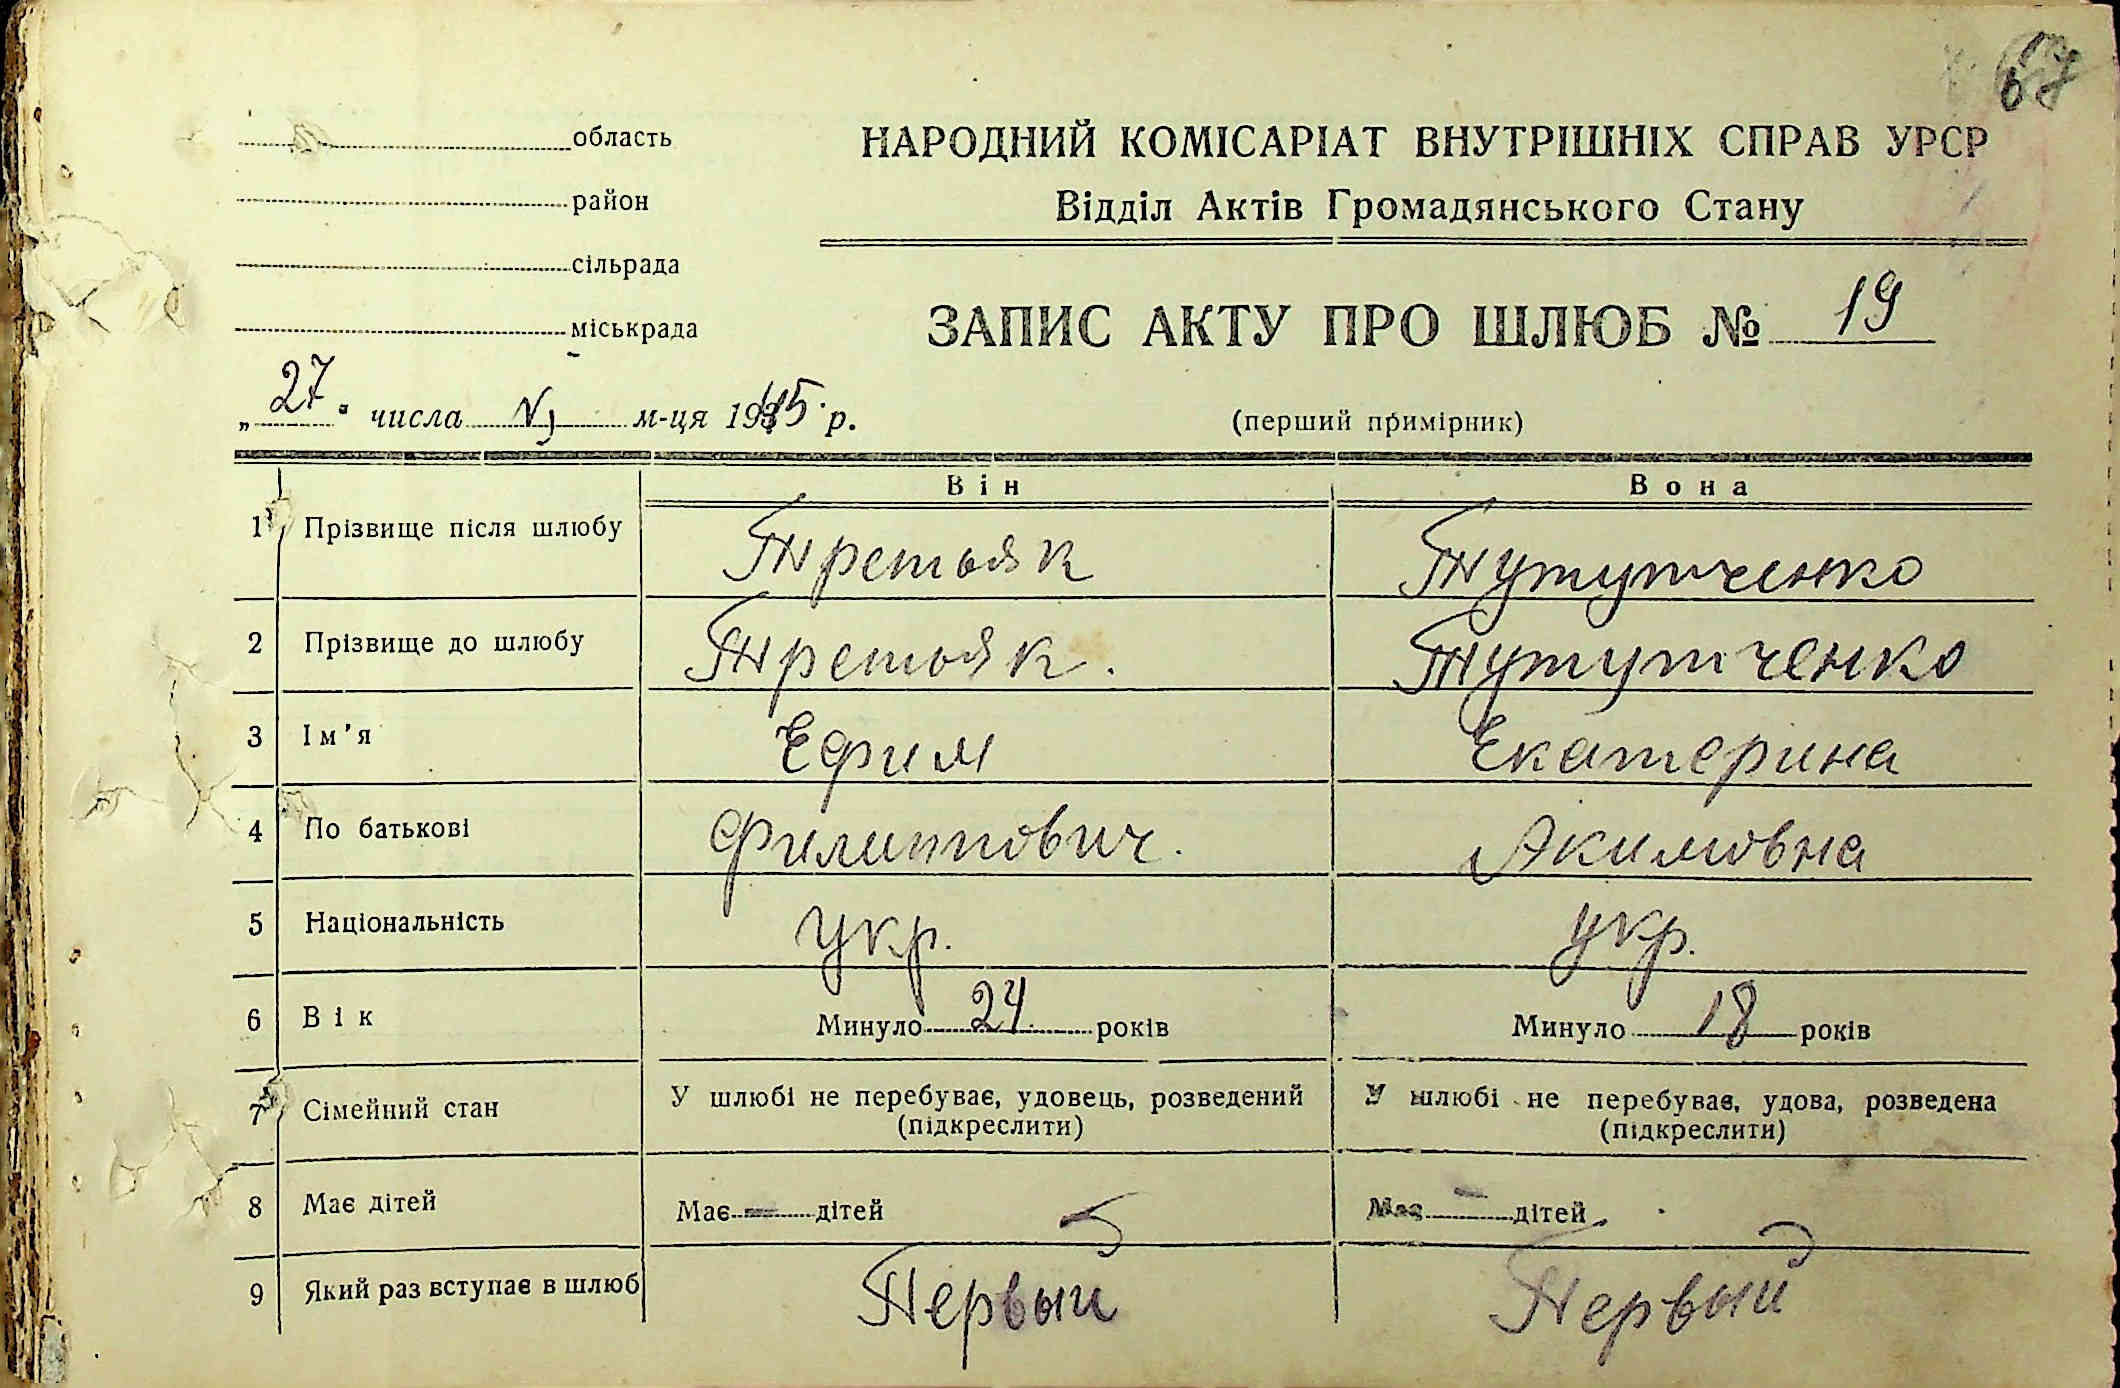 67
область
район
сільрада
міськрада
НАРОДНИЙ КОМІСАРІАТ ВНУТРІШНІХ СПРАВ УРСР
Відділ Актів Громадянського Стану
ЗАПИС АКТУ ПРО ШЛЮБ № 19
(перший примірник)
„27" числа VI м-ця 1945 р.
Він Вона
1 Прізвище після шлюбу Третьяк Тутутченко
2 Прізвище до шлюбу Третьяк. Тутутченко
3 Ім'я Ефим Екатерина
4 По батькові Филиппович. Акимовна
5 Національність укр. укр.
6 Вік Минуло 24 років Минуло 18 років
7 Сімейний стан У шлюбі не перебуває, удовець, розведений (підкреслити) У шлюбі не перебуває, удова, розведена (підкреслити)
8 Має дітей Має — дітей Має — дітей
9 Який раз вступає в шлюб Первый Первый